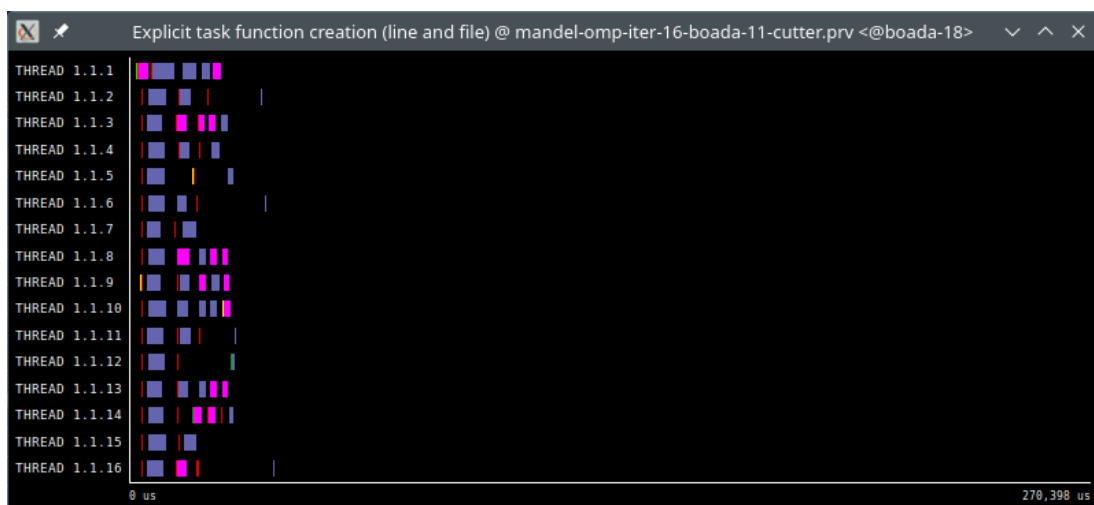 Explicit task function creation (line and file) @ mandel-omp-iter-16-boada-11-cutter.prv <@boada-18>
THREAD 1.1.1
THREAD 1.1.2
THREAD 1.1.3
THREAD 1.1.4
THREAD 1.1.5
THREAD 1.1.6
THREAD 1.1.7
THREAD 1.1.8
THREAD 1.1.9
THREAD 1.1.10
THREAD 1.1.11
THREAD 1.1.12
THREAD 1.1.13
THREAD 1.1.14
THREAD 1.1.15
THREAD 1.1.16
0 us 270,398 us